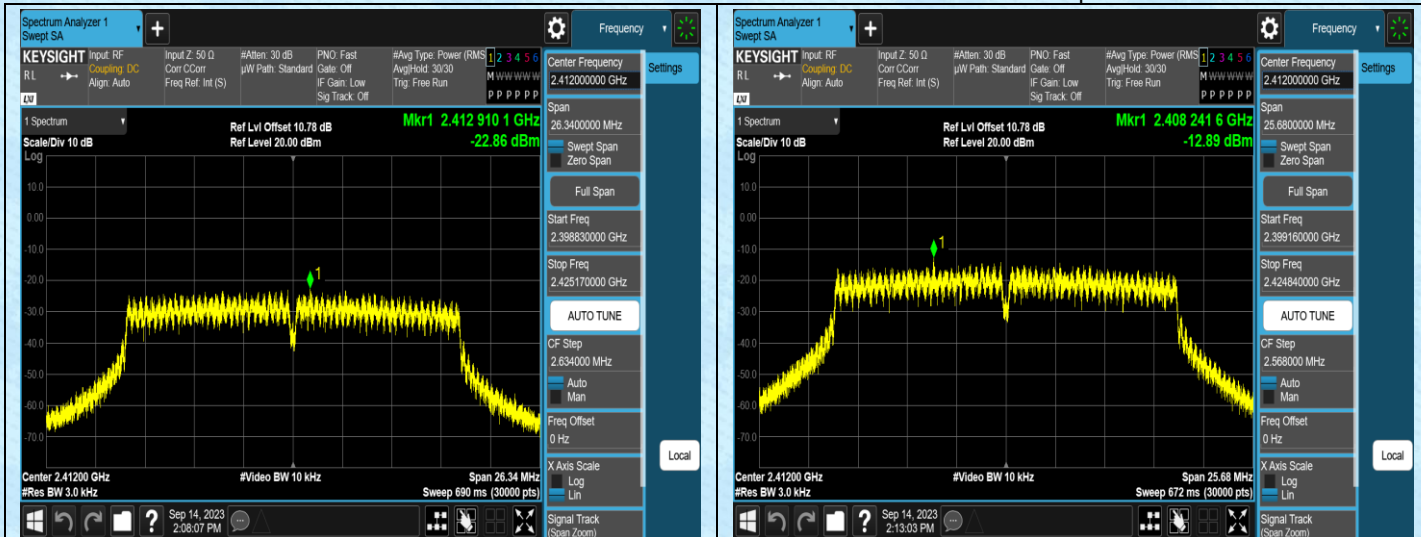 Spectrum Analyzer 1
Swept SA
Frequency
KEYSIGHT
Input: RF
Coupling: DC
Align: Auto
Input Z: 50 Ω
Corr CCorr
Freq Ref: Int (S)
#Atten: 30 dB
µW Path: Standard
PNO: Fast
Gate: Off
IF Gain: Low
Sig Track: Off
#Avg Type: Power (RMS
Avg|Hold: 30/30
Trig: Free Run
1 2 3 4 5 6
M W W W W W
P P P P P P
R L
LXI
Center Frequency
2.412000000 GHz
Settings
1 Spectrum
Scale/Div 10 dB
Log
Ref Lvl Offset 10.78 dB
Ref Level 20.00 dBm
Mkr1 2.412 910 1 GHz
-22.86 dBm
Span
26.3400000 MHz
Swept Span
Zero Span
Full Span
Start Freq
2.398830000 GHz
Stop Freq
2.425170000 GHz
AUTO TUNE
CF Step
2.634000 MHz
Auto
Man
Freq Offset
0 Hz
X Axis Scale
Log
Lin
Signal Track
(Span Zoom)
Local
10.0
0.00
-10.0
-20.0
-30.0
-40.0
-50.0
-60.0
-70.0
1
Center 2.41200 GHz
#Res BW 3.0 kHz
#Video BW 10 kHz
Span 26.34 MHz
Sweep 690 ms (30000 pts)
?
Sep 14, 2023
2:08:07 PM
Spectrum Analyzer 1
Swept SA
Frequency
KEYSIGHT
Input: RF
Coupling: DC
Align: Auto
Input Z: 50 Ω
Corr CCorr
Freq Ref: Int (S)
#Atten: 30 dB
µW Path: Standard
PNO: Fast
Gate: Off
IF Gain: Low
Sig Track: Off
#Avg Type: Power (RMS
Avg|Hold: 30/30
Trig: Free Run
1 2 3 4 5 6
M W W W W W
P P P P P P
R L
LXI
Center Frequency
2.412000000 GHz
Settings
1 Spectrum
Scale/Div 10 dB
Log
Ref Lvl Offset 10.78 dB
Ref Level 20.00 dBm
Mkr1 2.408 241 6 GHz
-12.89 dBm
Span
25.6800000 MHz
Swept Span
Zero Span
Full Span
Start Freq
2.399160000 GHz
Stop Freq
2.424840000 GHz
AUTO TUNE
CF Step
2.568000 MHz
Auto
Man
Freq Offset
0 Hz
X Axis Scale
Log
Lin
Signal Track
(Span Zoom)
Local
10.0
0.00
-10.0
-20.0
-30.0
-40.0
-50.0
-60.0
-70.0
1
Center 2.41200 GHz
#Res BW 3.0 kHz
#Video BW 10 kHz
Span 25.68 MHz
Sweep 672 ms (30000 pts)
?
Sep 14, 2023
2:13:03 PM